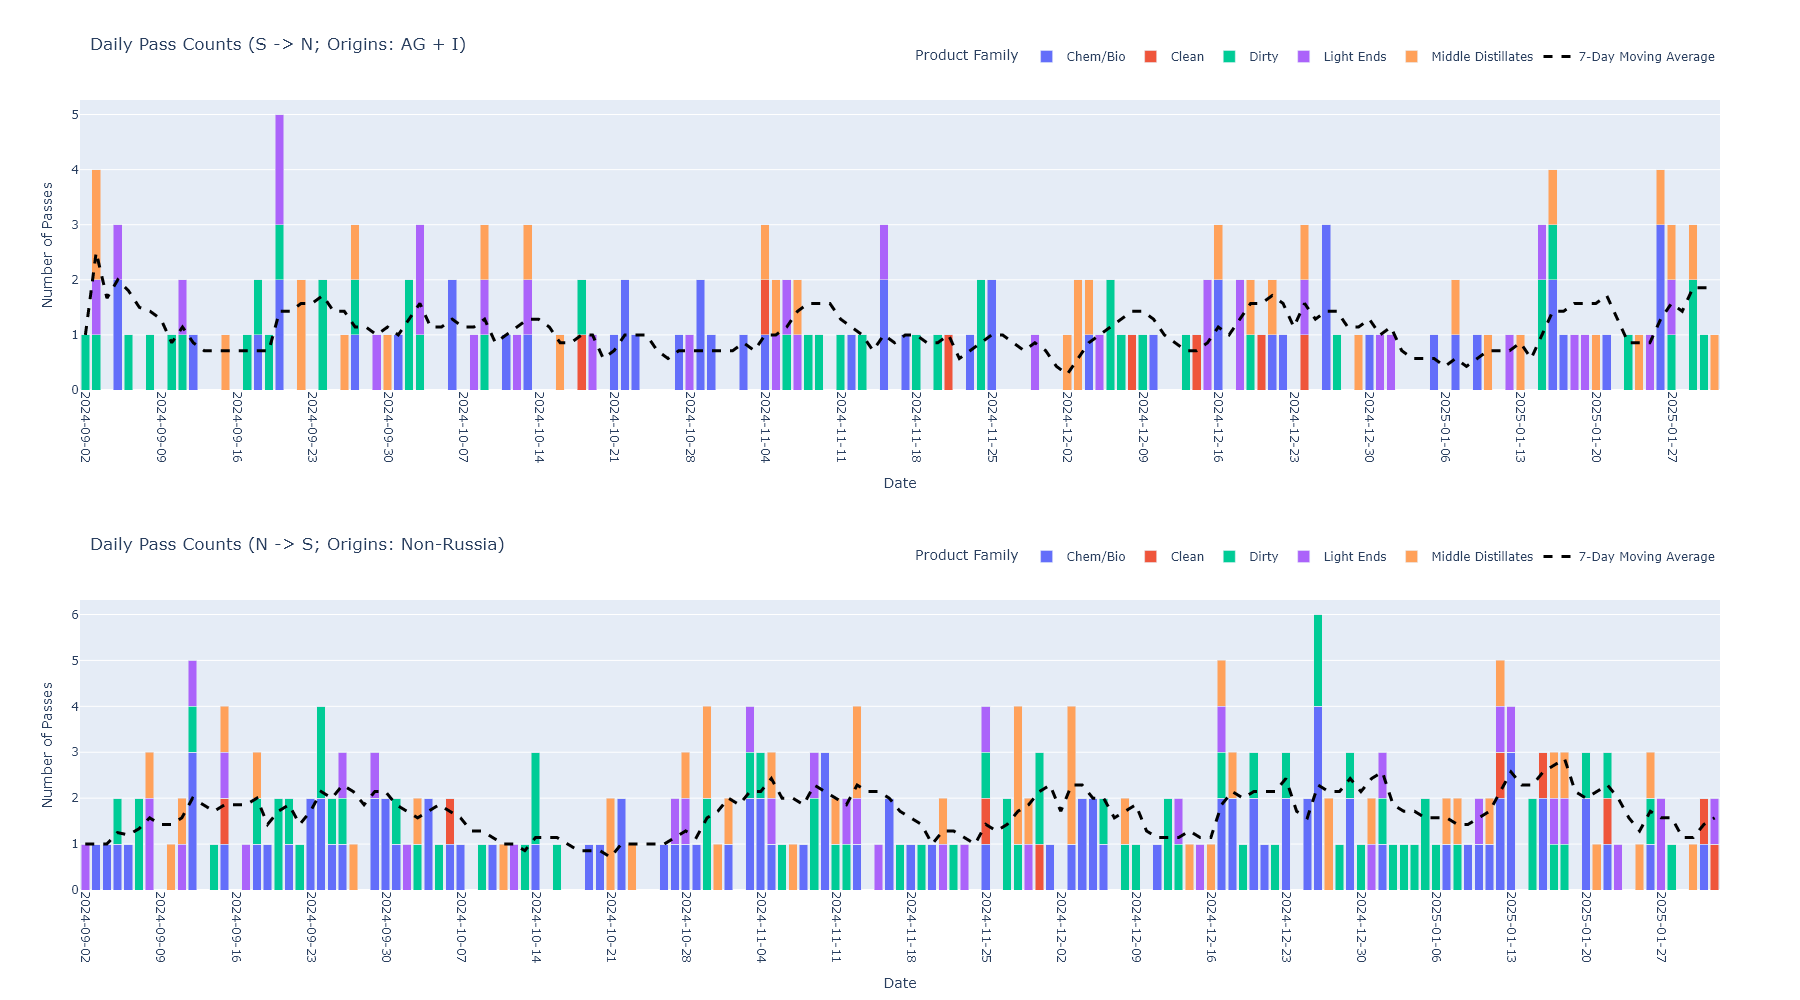 Daily Pass Counts (S -> N; Origins: AG + I)
Product Family Chem/Bio Clean Dirty Light Ends Middle Distillates 7-Day Moving Average
Number of Passes
5
4
3
2
1
0
2024-09-02 2024-09-09 2024-09-16 2024-09-23 2024-09-30 2024-10-07 2024-10-14 2024-10-21 2024-10-28 2024-11-04 2024-11-11 2024-11-18 2024-11-25 2024-12-02 2024-12-09 2024-12-16 2024-12-23 2024-12-30 2025-01-06 2025-01-13 2025-01-20 2025-01-27
Date
Daily Pass Counts (N -> S; Origins: Non-Russia)
Product Family Chem/Bio Clean Dirty Light Ends Middle Distillates 7-Day Moving Average
Number of Passes
6
5
4
3
2
1
0
2024-09-02 2024-09-09 2024-09-16 2024-09-23 2024-09-30 2024-10-07 2024-10-14 2024-10-21 2024-10-28 2024-11-04 2024-11-11 2024-11-18 2024-11-25 2024-12-02 2024-12-09 2024-12-16 2024-12-23 2024-12-30 2025-01-06 2025-01-13 2025-01-20 2025-01-27
Date